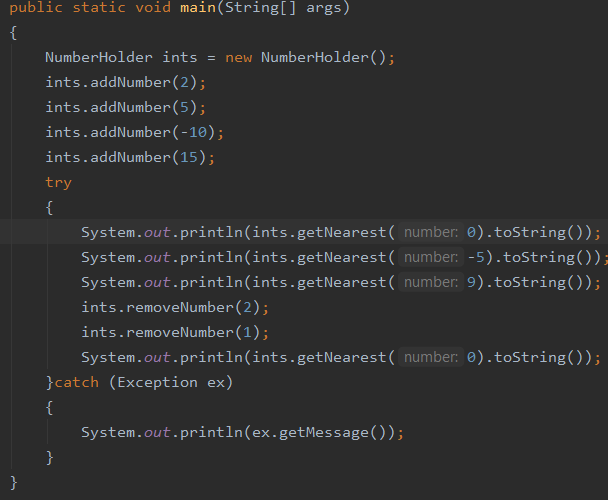 public static void main(String[] args)
{
    NumberHolder ints = new NumberHolder();
    ints.addNumber(2);
    ints.addNumber(5);
    ints.addNumber(-10);
    ints.addNumber(15);
    try
    {
        System.out.println(ints.getNearest( number: 0).toString());
        System.out.println(ints.getNearest( number: -5).toString());
        System.out.println(ints.getNearest( number: 9).toString());
        ints.removeNumber(2);
        ints.removeNumber(1);
        System.out.println(ints.getNearest( number: 0).toString());
    }catch (Exception ex)
    {
        System.out.println(ex.getMessage());
    }
}